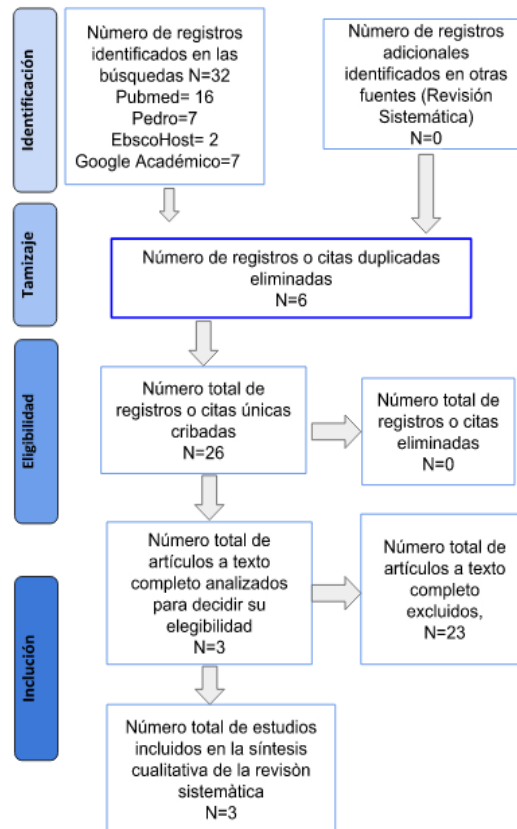 Identificación
Nùmero de registros
identificados en las
búsquedas N=32
Pubmed= 16
Pedro=7
EbscoHost= 2
Google Académico=7
Nùmero de registros
adicionales
identificados en otras
fuentes (Revisión
Sistemática)
N=0
Tamizaje
Número de registros o citas duplicadas
eliminadas
N=6
Eligibilidad
Número total de
registros o citas únicas
cribadas
N=26
Número total de
registros o citas
eliminadas
N=0
Inclución
Número total de
artículos a texto
completo analizados
para decidir su
elegibilidad
N=3
Número total de
artículos a texto
completo
excluidos,
N=23
Número total de estudios
incluidos en la síntesis
cualitativa de la revisòn
sistemàtica
N=3